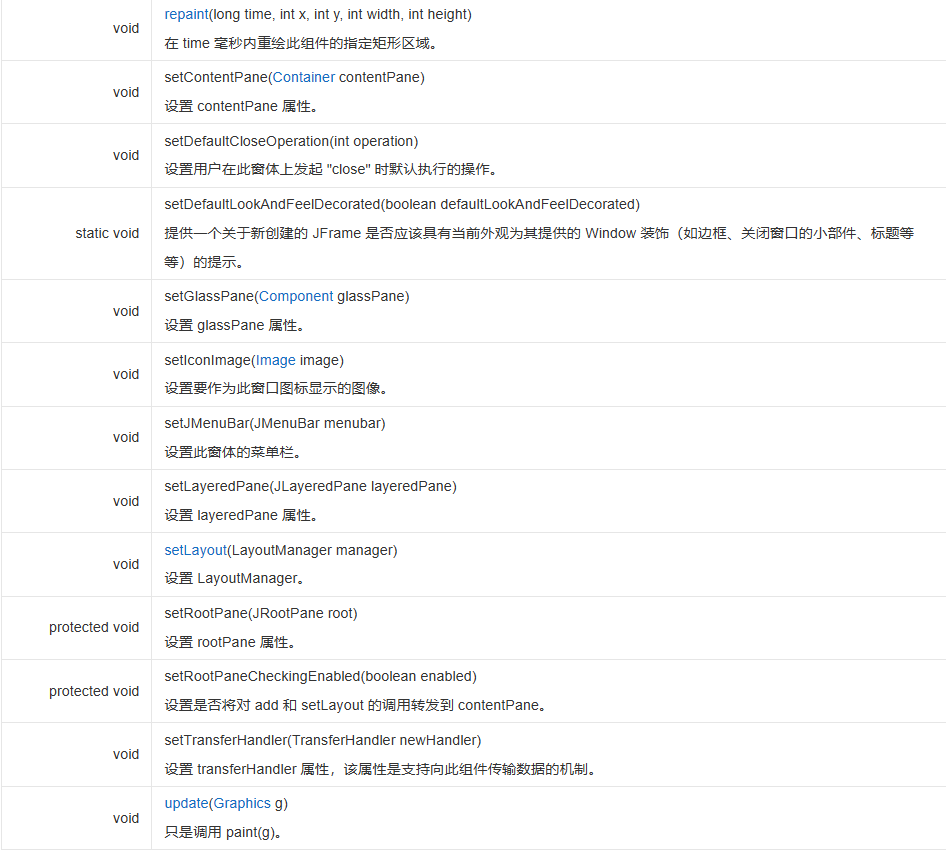 repaint(long time, int x, int y, int width, int height)
void
在 time 毫秒内重绘此组件的指定矩形区域。
setContentPane(Container contentPane)
void
设置 contentPane 属性。
setDefaultCloseOperation(int operation)
void
设置用户在此窗体上发起 "close" 时默认执行的操作。
setDefaultLookAndFeelDecorated(boolean defaultLookAndFeelDecorated)
static void
提供一个关于新创建的 JFrame 是否应该具有当前外观为其提供的 Window 装饰（如边框、关闭窗口的小部件、标题等
等）的提示。
setGlassPane(Component glassPane)
void
设置 glassPane 属性。
setIconImage(Image image)
void
设置要作为此窗口图标显示的图像。
setJMenuBar(JMenuBar menubar)
void
设置此窗体的菜单栏。
setLayeredPane(JLayeredPane layeredPane)
void
设置 layeredPane 属性。
setLayout(LayoutManager manager)
void
设置 LayoutManager。
setRootPane(JRootPane root)
protected void
设置 rootPane 属性。
setRootPaneCheckingEnabled(boolean enabled)
protected void
设置是否将对 add 和 setLayout 的调用转发到 contentPane。
setTransferHandler(TransferHandler newHandler)
void
设置 transferHandler 属性，该属性是支持向此组件传输数据的机制。
update(Graphics g)
void
只是调用 paint(g)。